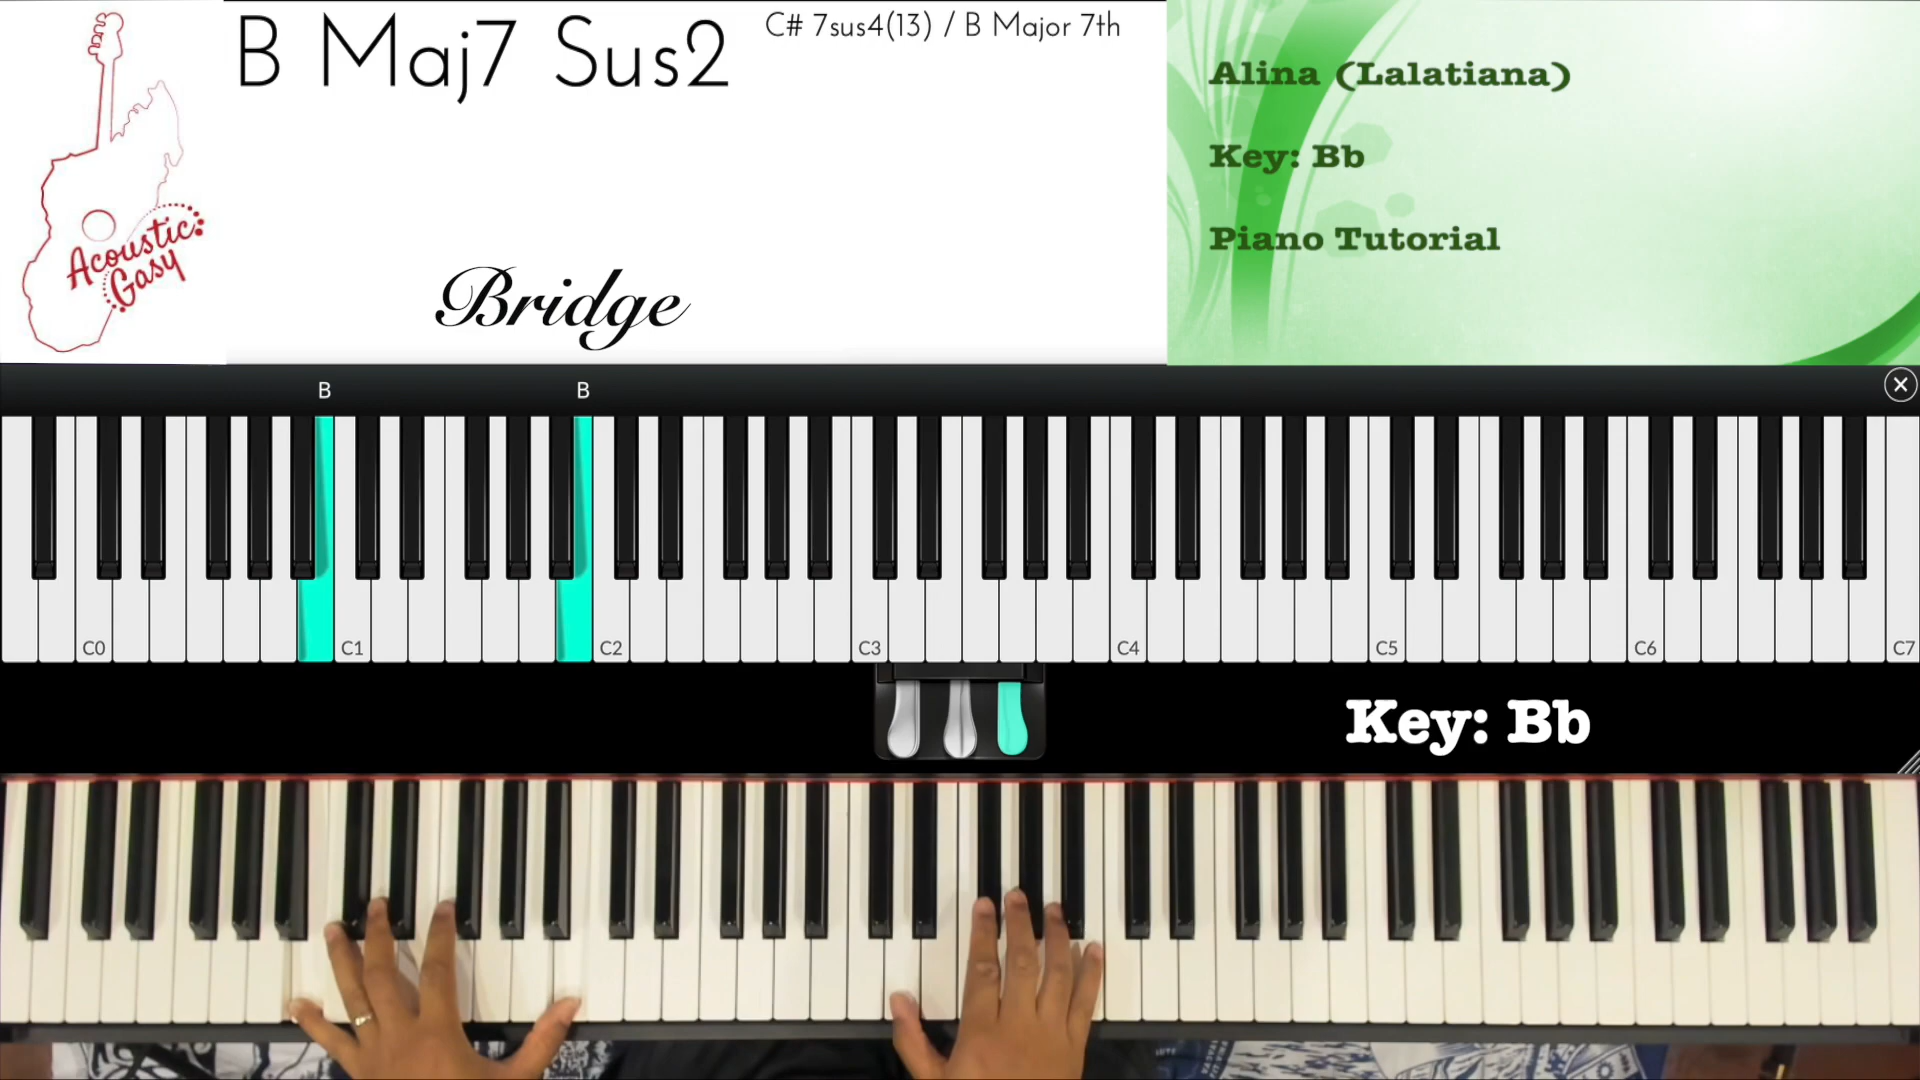 B Maj7 Sus2
C# 7sus4(13) / B Major 7th
Alina (Lalatiana)
Key: Bb
Piano Tutorial
Acoustic
Gasy
Bridge
B B
C0 C1 C2 C3 C4 C5 C6 C7
Key: Bb